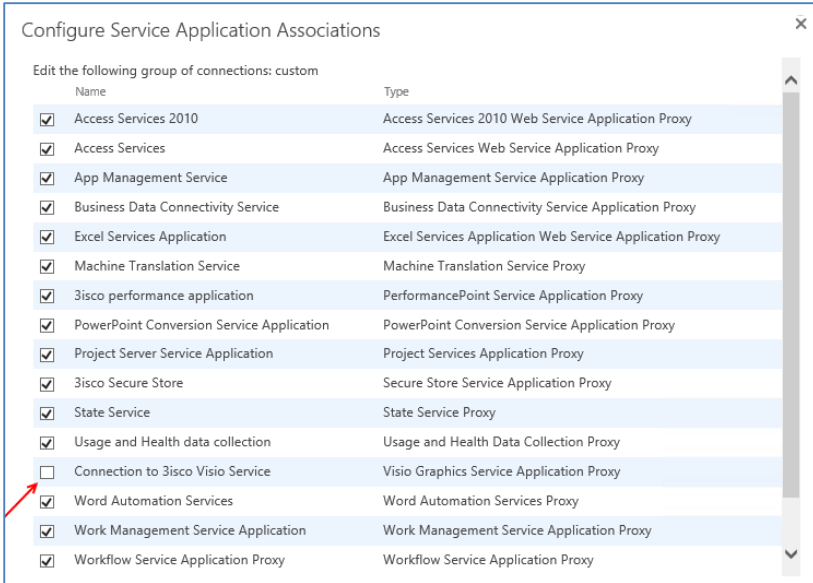 Configure Service Application Associations
Edit the following group of connections: custom
Name Type
Access Services 2010 Access Services 2010 Web Service Application Proxy
Access Services Access Services Web Service Application Proxy
App Management Service App Management Service Application Proxy
Business Data Connectivity Service Business Data Connectivity Service Application Proxy
Excel Services Application Excel Services Application Web Service Application Proxy
Machine Translation Service Machine Translation Service Proxy
3isco performance application PerformancePoint Service Application Proxy
PowerPoint Conversion Service Application PowerPoint Conversion Service Application Proxy
Project Server Service Application Project Services Application Proxy
3isco Secure Store Secure Store Service Application Proxy
State Service State Service Proxy
Usage and Health data collection Usage and Health Data Collection Proxy
Connection to 3isco Visio Service Visio Graphics Service Application Proxy
Word Automation Services Word Automation Services Proxy
Work Management Service Application Work Management Service Application Proxy
Workflow Service Application Proxy Workflow Service Application Proxy